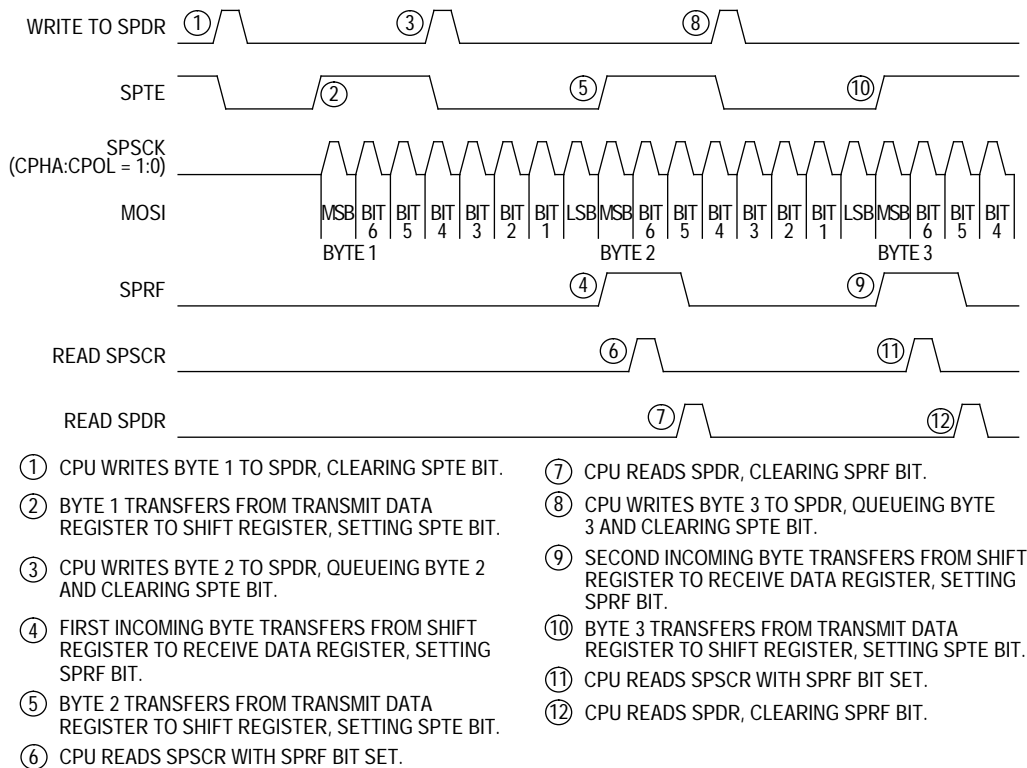 WRITE TO SPDR
1
3
8
SPTE
2
5
10
SPSCK
(CPHA:CPOL = 1:0)
MOSI
MSB BIT 6 BIT 5 BIT 4 BIT 3 BIT 2 BIT 1 LSB MSB BIT 6 BIT 5 BIT 4 BIT 3 BIT 2 BIT 1 LSB MSB BIT 6 BIT 5 BIT 4
BYTE 1
BYTE 2
BYTE 3
SPRF
4
9
READ SPSCR
6
11
READ SPDR
7
12
1 CPU WRITES BYTE 1 TO SPDR, CLEARING SPTE BIT.
2 BYTE 1 TRANSFERS FROM TRANSMIT DATA
REGISTER TO SHIFT REGISTER, SETTING SPTE BIT.
3 CPU WRITES BYTE 2 TO SPDR, QUEUEING BYTE 2
AND CLEARING SPTE BIT.
4 FIRST INCOMING BYTE TRANSFERS FROM SHIFT
REGISTER TO RECEIVE DATA REGISTER, SETTING
SPRF BIT.
5 BYTE 2 TRANSFERS FROM TRANSMIT DATA
REGISTER TO SHIFT REGISTER, SETTING SPTE BIT.
6 CPU READS SPSCR WITH SPRF BIT SET.
7 CPU READS SPDR, CLEARING SPRF BIT.
8 CPU WRITES BYTE 3 TO SPDR, QUEUEING BYTE
3 AND CLEARING SPTE BIT.
9 SECOND INCOMING BYTE TRANSFERS FROM SHIFT
REGISTER TO RECEIVE DATA REGISTER, SETTING
SPRF BIT.
10 BYTE 3 TRANSFERS FROM TRANSMIT DATA
REGISTER TO SHIFT REGISTER, SETTING SPTE BIT.
11 CPU READS SPSCR WITH SPRF BIT SET.
12 CPU READS SPDR, CLEARING SPRF BIT.